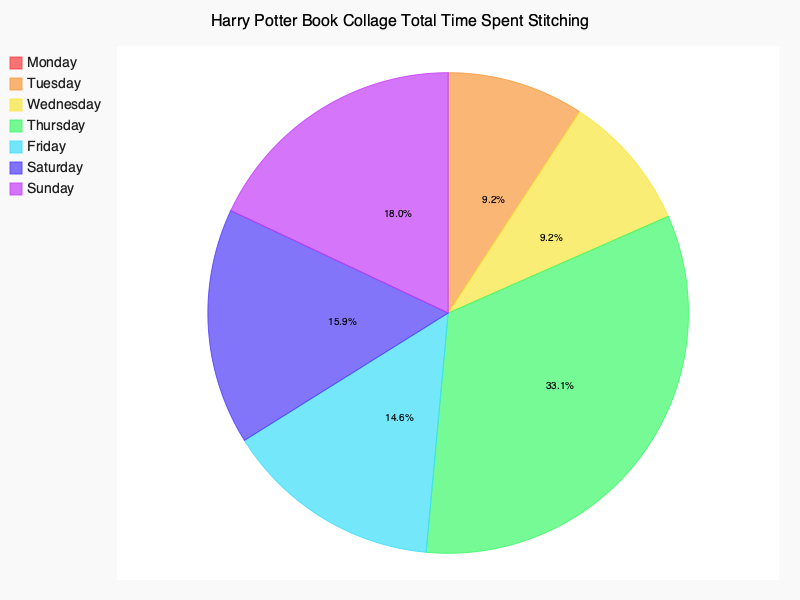 Harry Potter Book Collage Total Time Spent Stitching
Monday
Tuesday
Wednesday
Thursday
Friday
Saturday
Sunday
9.2%
9.2%
33.1%
14.6%
15.9%
18.0%